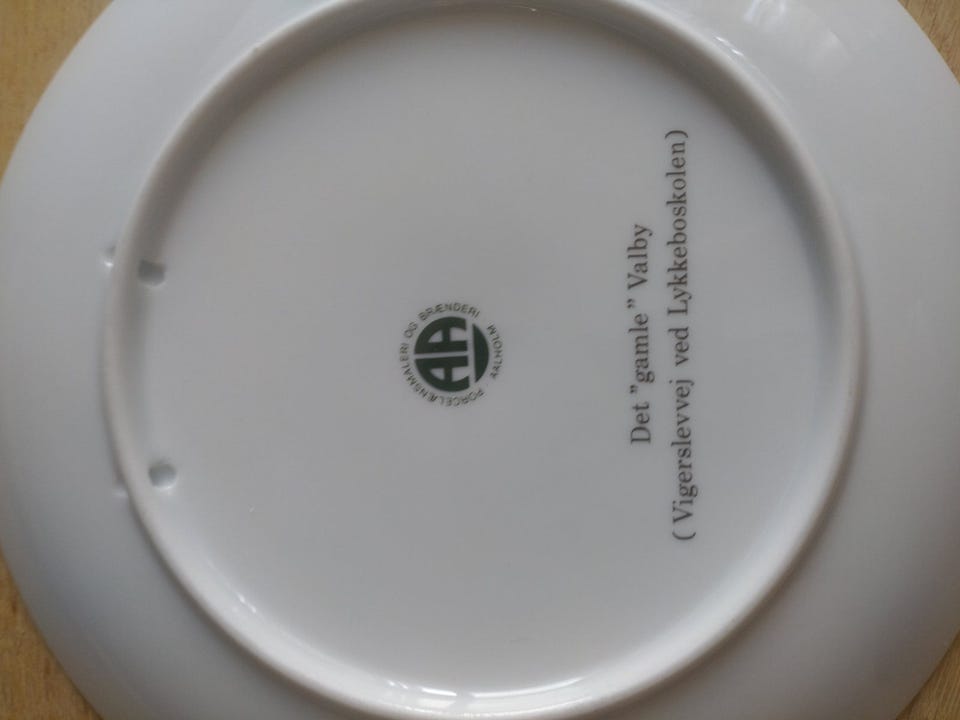 PORCELÆNSMALERI OG BRÆNDERI
AA
AALHOLM
Det ”gamle” Valby
(Vigerslevvej ved Lykkeboskolen)